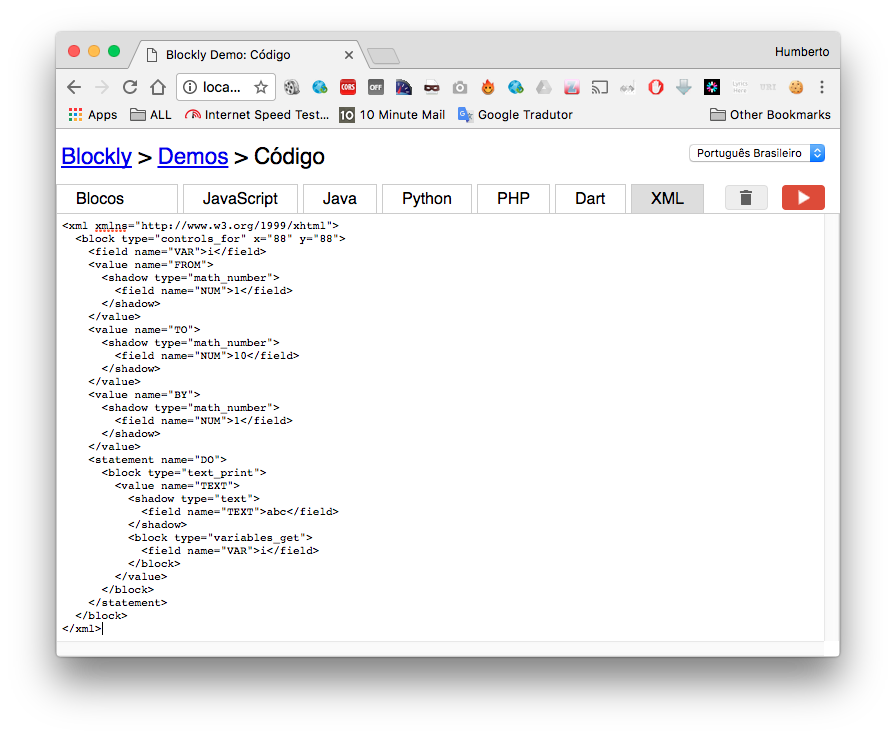 Blockly Demo: Código
Humberto
loca...
CORS
OFF
Apps
ALL
Internet Speed Test...
10
10 Minute Mail
Google Tradutor
Other Bookmarks
Blockly > Demos > Código
Português Brasileiro
Blocos
JavaScript
Java
Python
PHP
Dart
XML
<xml xmlns="http://www.w3.org/1999/xhtml">
  <block type="controls_for" x="88" y="88">
    <field name="VAR">i</field>
    <value name="FROM">
      <shadow type="math_number">
        <field name="NUM">1</field>
      </shadow>
    </value>
    <value name="TO">
      <shadow type="math_number">
        <field name="NUM">10</field>
      </shadow>
    </value>
    <value name="BY">
      <shadow type="math_number">
        <field name="NUM">1</field>
      </shadow>
    </value>
    <statement name="DO">
      <block type="text_print">
        <value name="TEXT">
          <shadow type="text">
            <field name="TEXT">abc</field>
          </shadow>
          <block type="variables_get">
            <field name="VAR">i</field>
          </block>
        </value>
      </block>
    </statement>
  </block>
</xml>